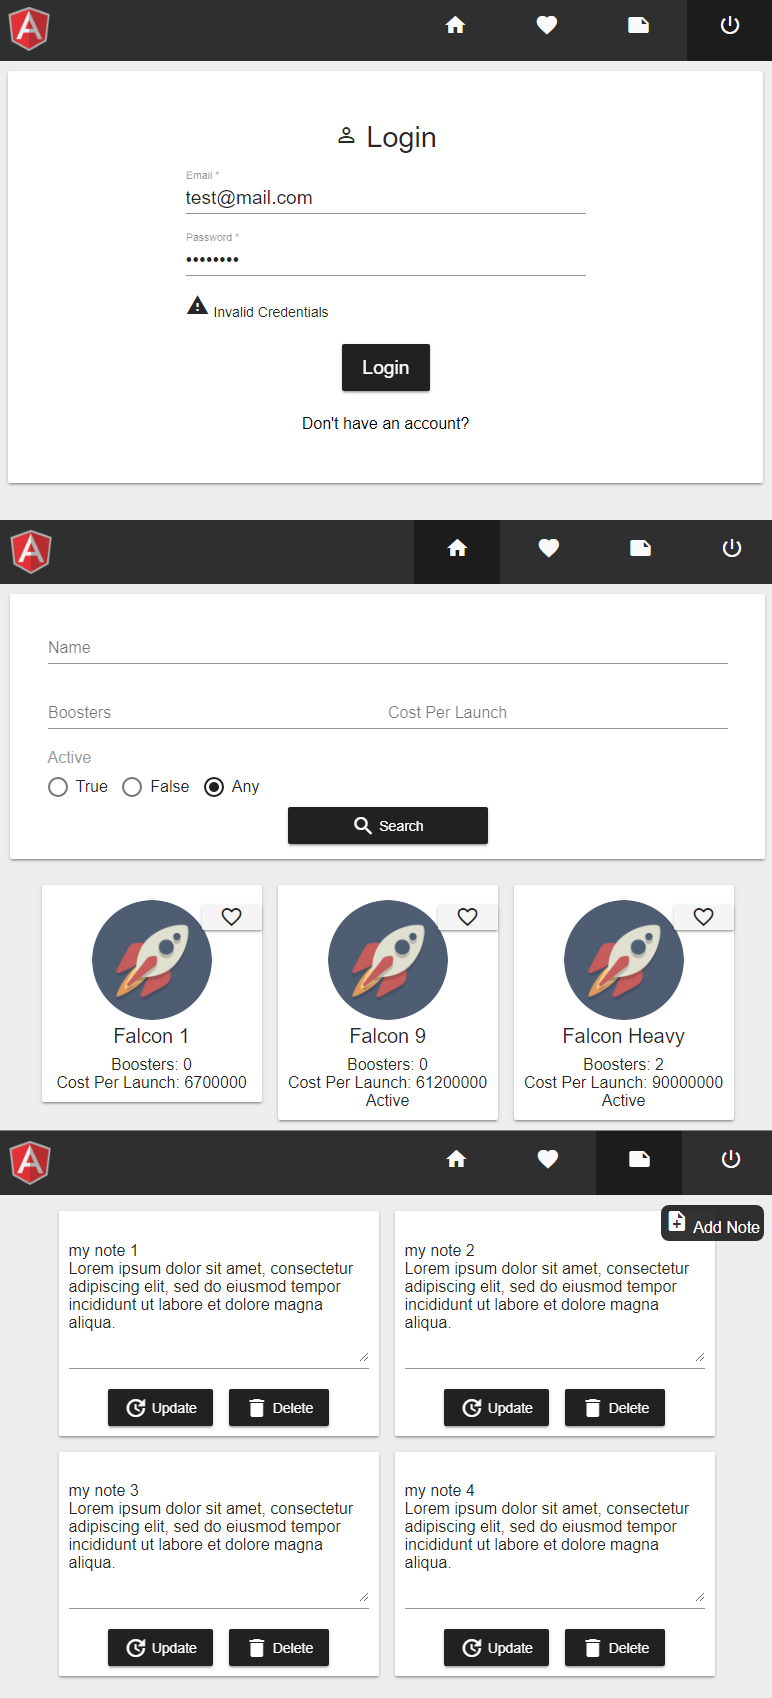 Login
Email *
test@mail.com
Password *
••••••••
Invalid Credentials
Login
Don't have an account?
Name
Boosters
Cost Per Launch
Active
True False Any
Search
Falcon 1
Boosters: 0
Cost Per Launch: 6700000
Falcon 9
Boosters: 0
Cost Per Launch: 61200000
Active
Falcon Heavy
Boosters: 2
Cost Per Launch: 90000000
Active
Add Note
my note 1
Lorem ipsum dolor sit amet, consectetur
adipiscing elit, sed do eiusmod tempor
incididunt ut labore et dolore magna
aliqua.
Update Delete
my note 2
Lorem ipsum dolor sit amet, consectetur
adipiscing elit, sed do eiusmod tempor
incididunt ut labore et dolore magna
aliqua.
Update Delete
my note 3
Lorem ipsum dolor sit amet, consectetur
adipiscing elit, sed do eiusmod tempor
incididunt ut labore et dolore magna
aliqua.
Update Delete
my note 4
Lorem ipsum dolor sit amet, consectetur
adipiscing elit, sed do eiusmod tempor
incididunt ut labore et dolore magna
aliqua.
Update Delete